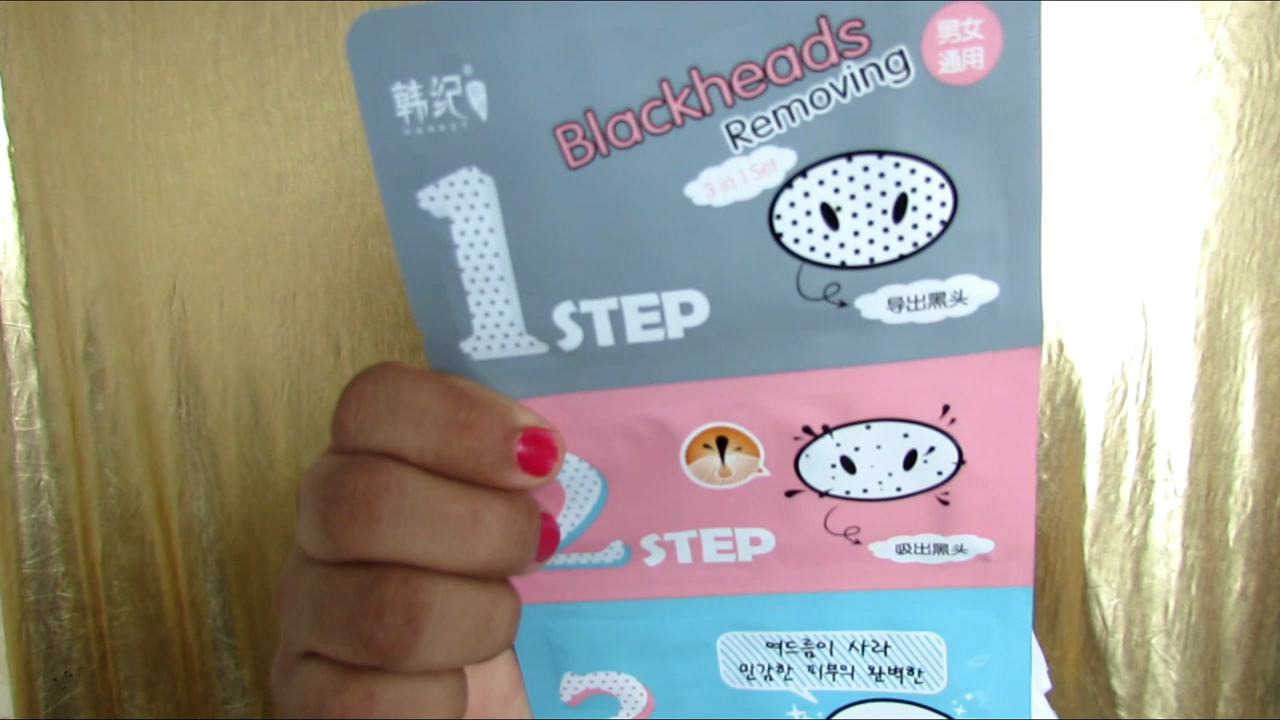 韩纪
Blackheads
Removing
男女
通用
3 in 1 Set
1 STEP
导出黑头
2 STEP
吸出黑头
여드름이 사라
민감한 피부의 완벽한
3